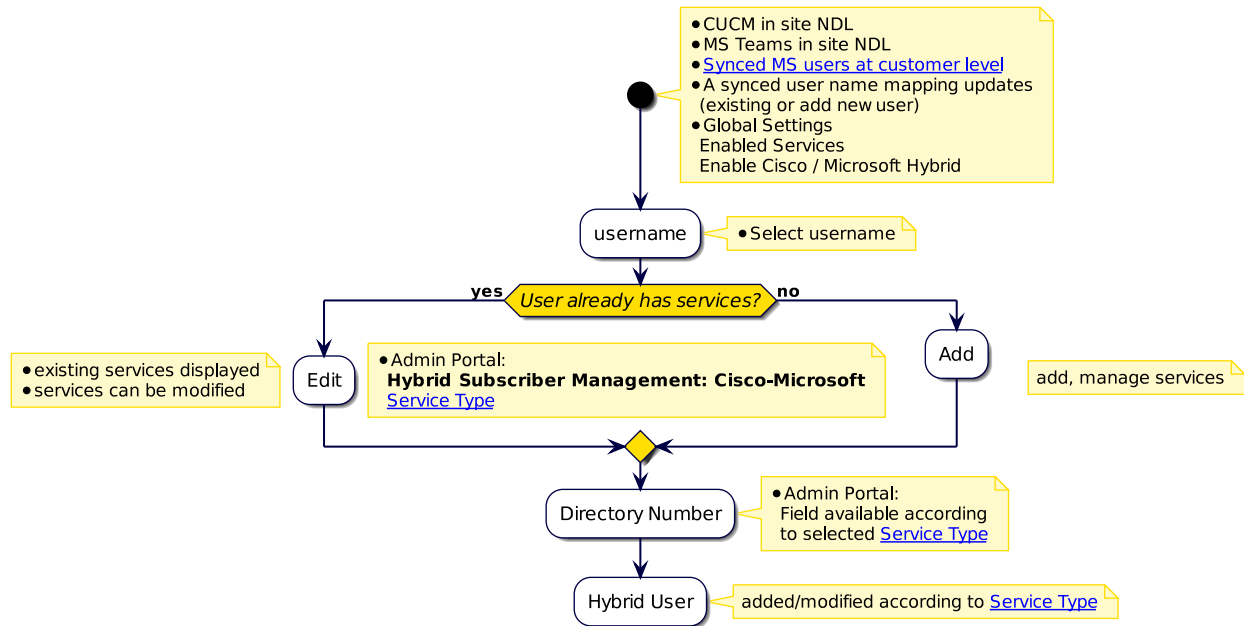 •CUCM in site NDL
•MS Teams in site NDL
•Synced MS users at customer level
•A synced user name mapping updates
(existing or add new user)
•Global Settings
Enabled Services
Enable Cisco / Microsoft Hybrid
username
•Select username
yes
User already has services?
no
•existing services displayed
•services can be modified
Edit
•Admin Portal:
Hybrid Subscriber Management: Cisco-Microsoft
Service Type
Add
add, manage services
Directory Number
•Admin Portal:
Field available according
to selected Service Type
Hybrid User
added/modified according to Service Type